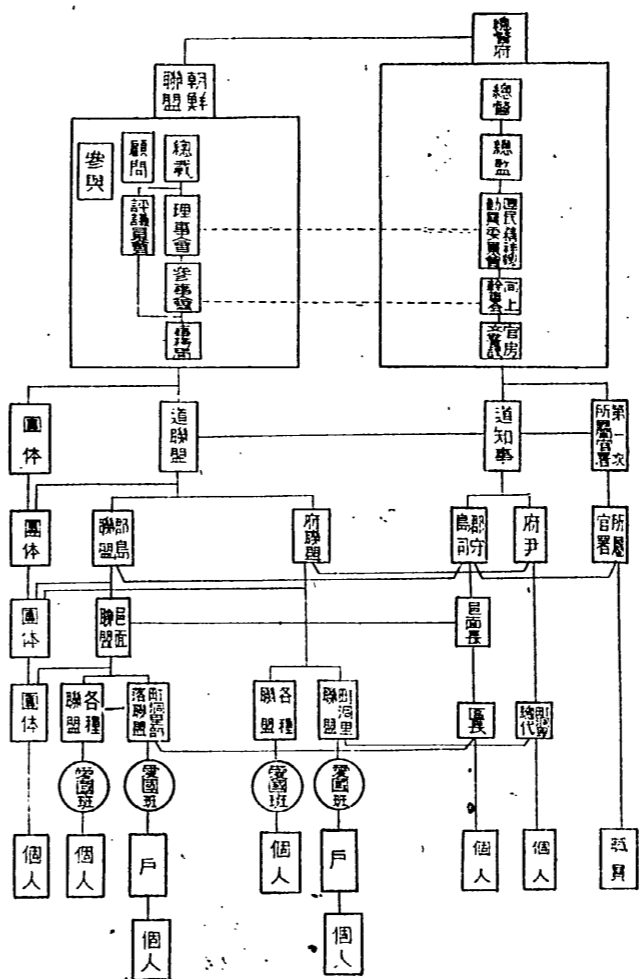 總督府
朝鮮
聯盟
總督
總監
國民精神總
動員委員會
同上
幹事會
官房
文書課
總裁
顧問
參與
理事會
評議員會
參事會
事務局
第一次
所屬官署
道知事
道聯盟
團体
所屬
官署
府尹
郡守
島司
府聯盟
郡島
聯盟
團体
邑面長
邑面
聯盟
團体
町洞里
總代
區長
町洞里
聯盟
各種
聯盟
町洞里部
落聯盟
各種
聯盟
團体
愛國班
愛國班
愛國班
愛國班
職員
個人
個人
戶
個人
戶
個人
個人
個人
個人